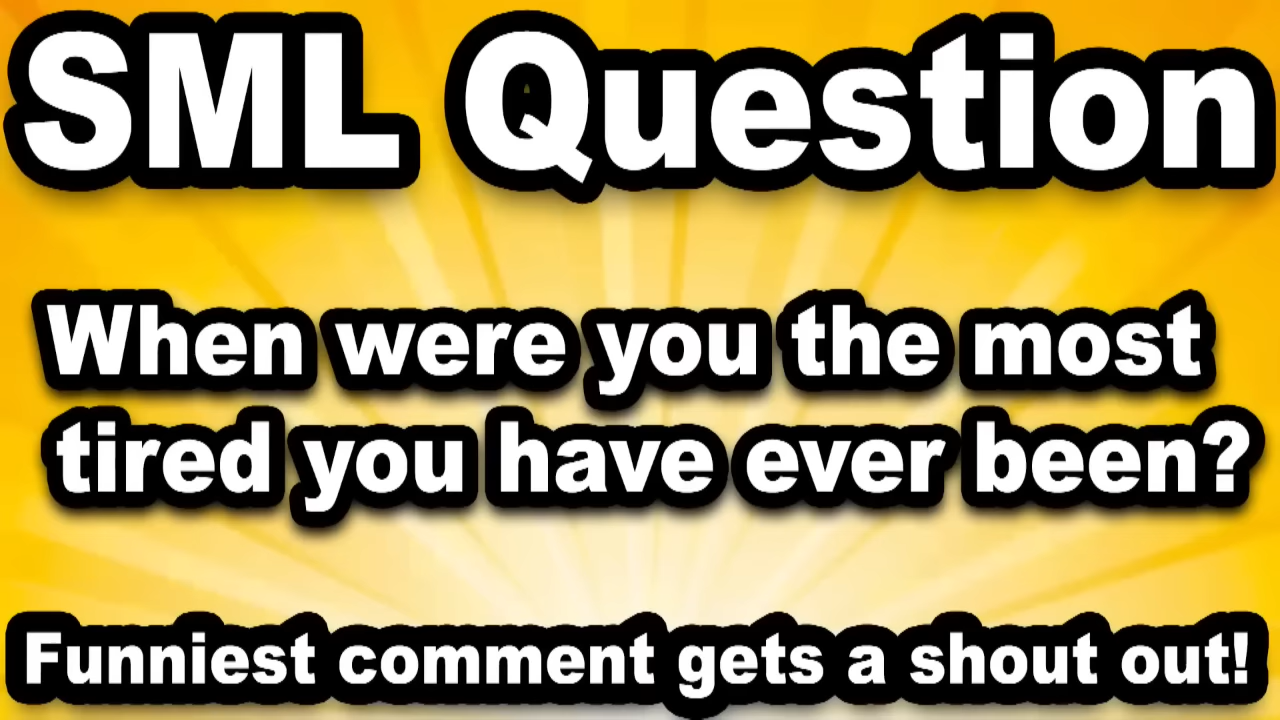 SML Question
When were you the most
tired you have ever been?
Funniest comment gets a shout out!